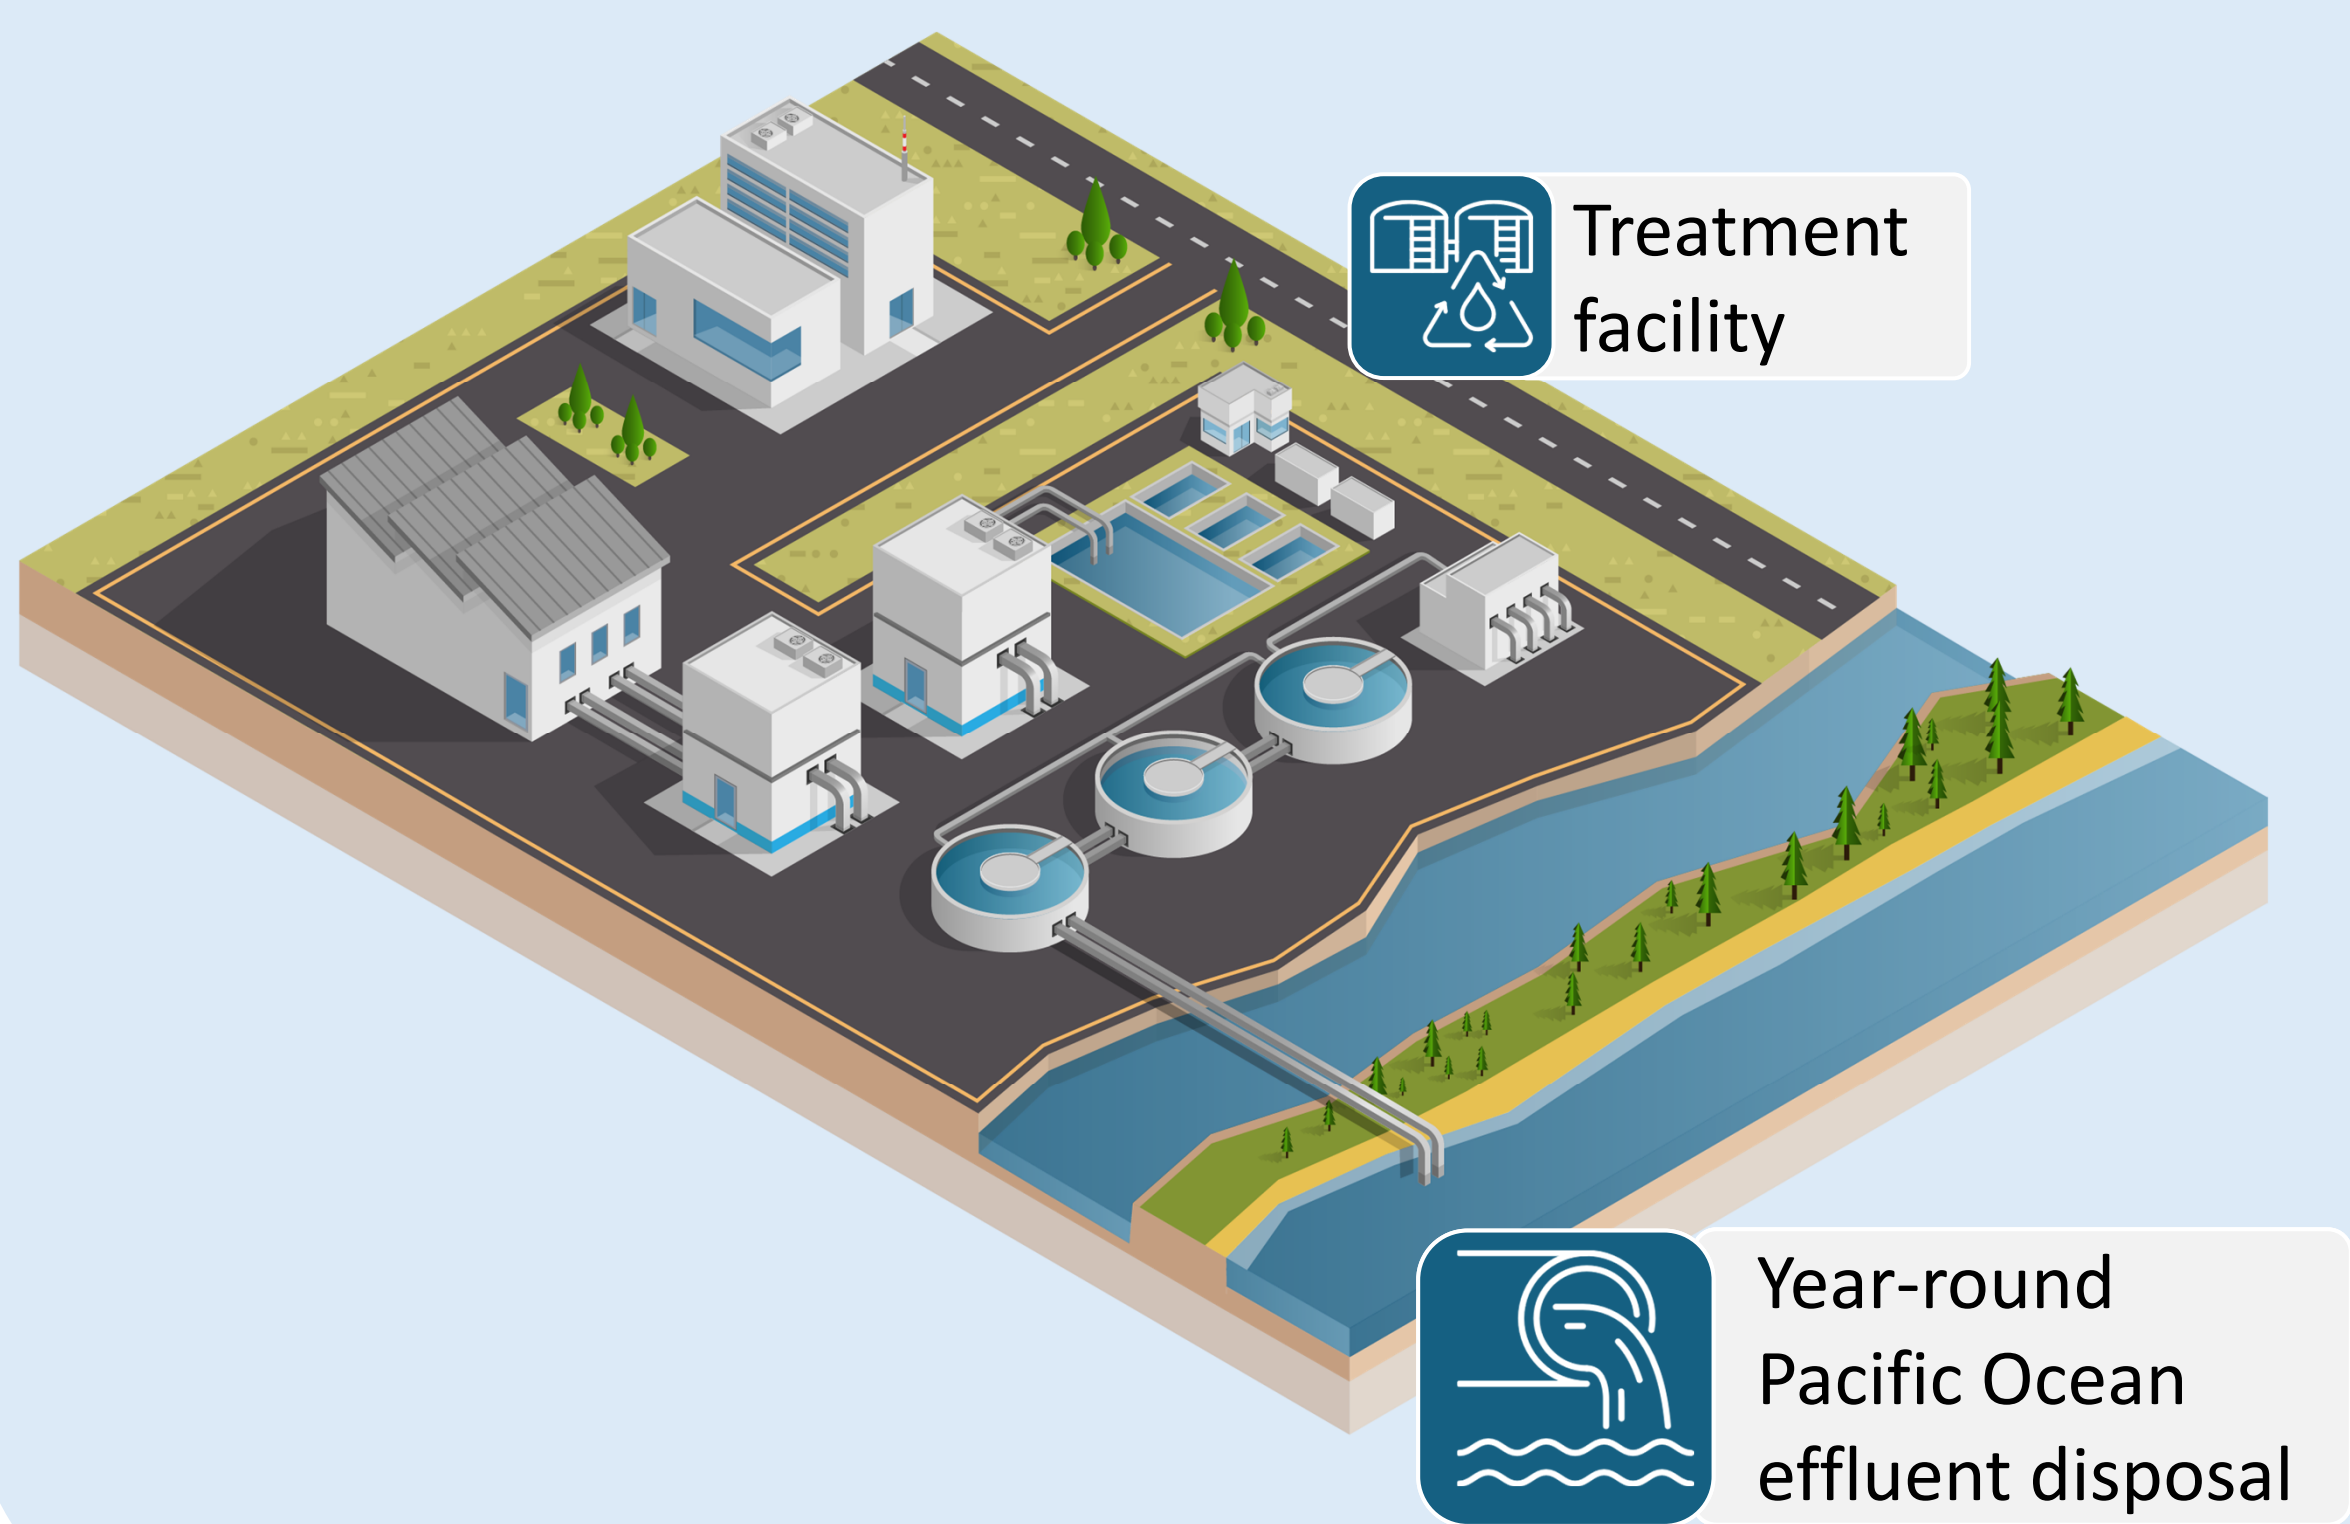 Treatment
facility
Year-round
Pacific Ocean
effluent disposal